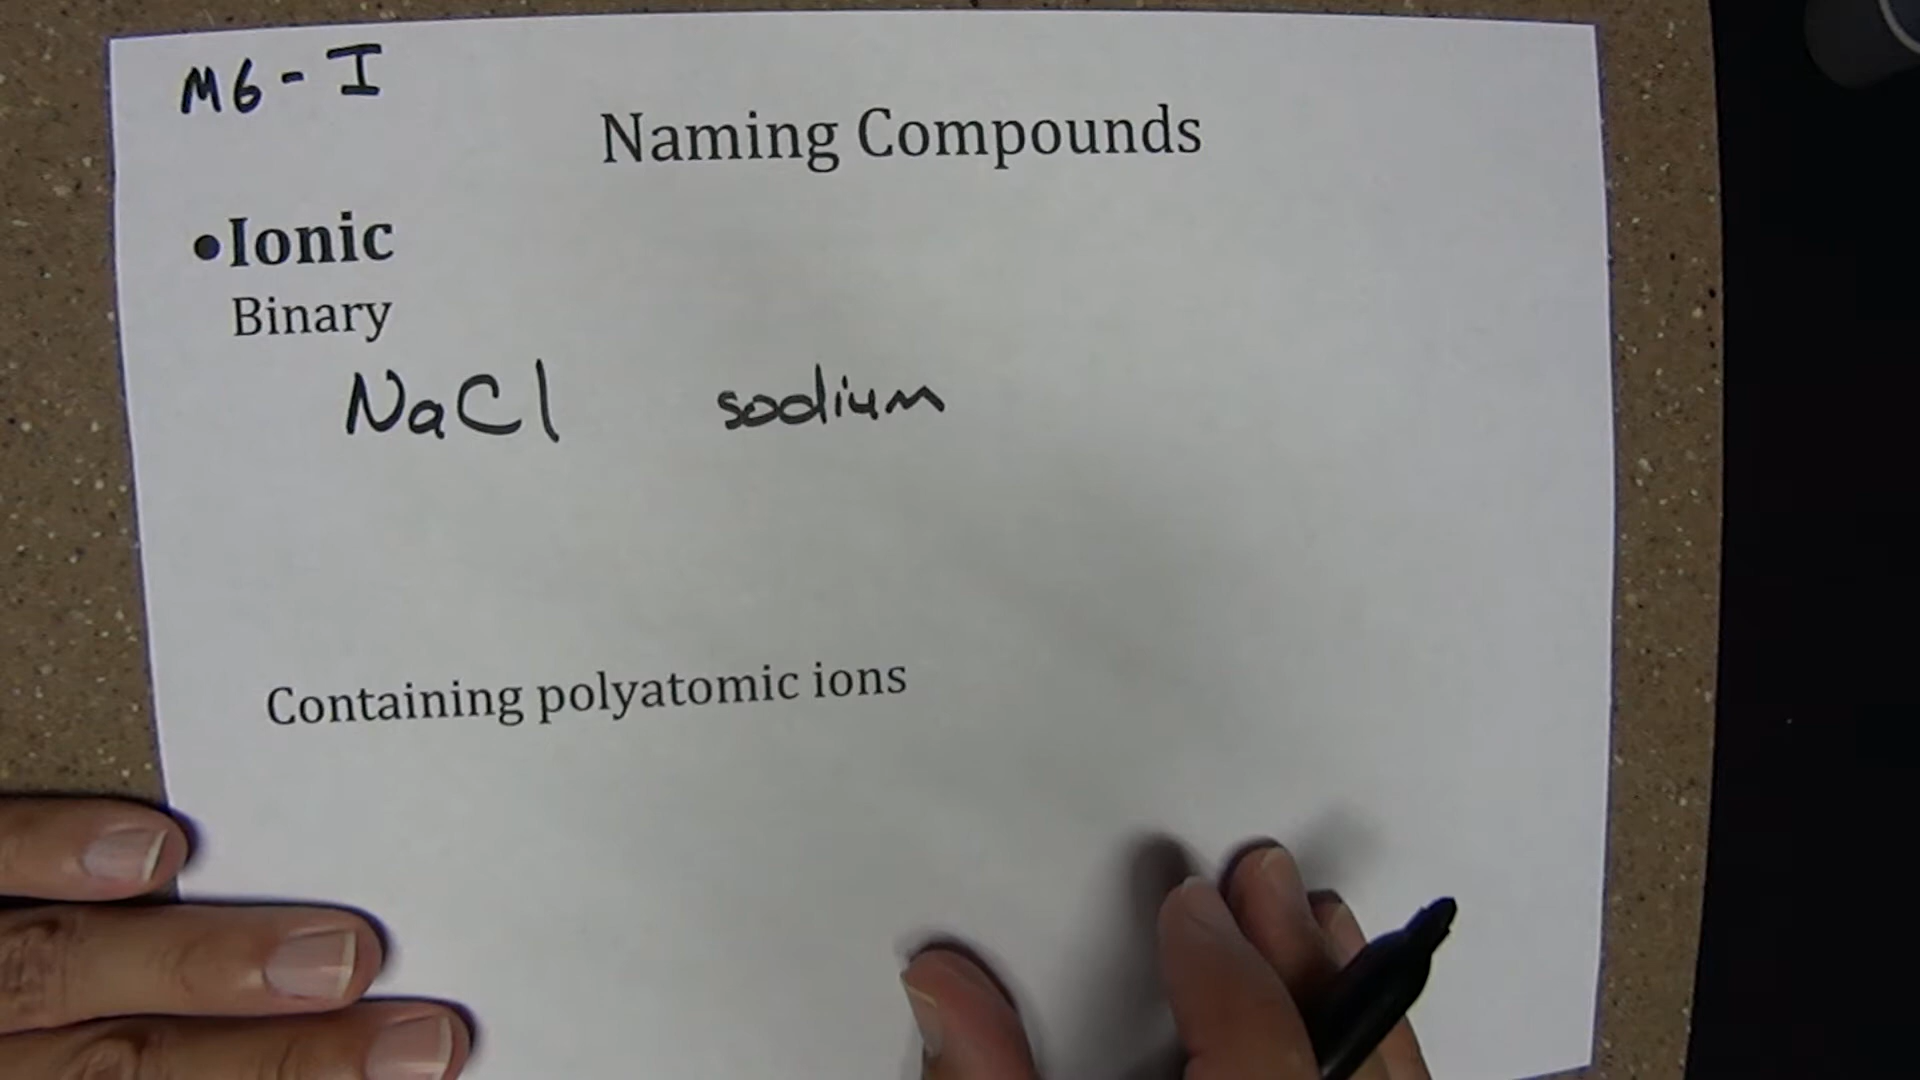 M6-I
Naming Compounds
•Ionic
Binary
NaCl sodium
Containing polyatomic ions